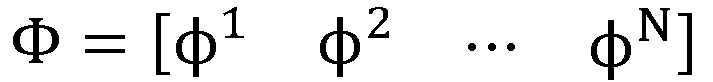 Φ = [ϕ¹ ϕ² ⋯ ϕᴺ]